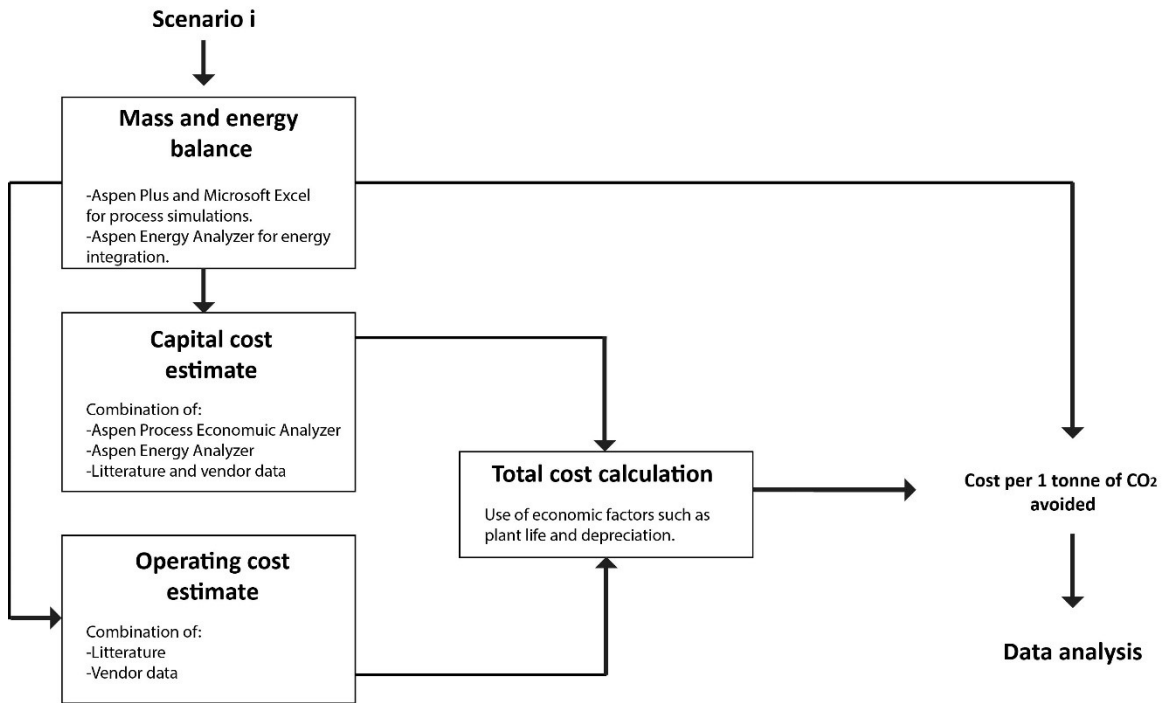 Scenario i
Mass and energy
balance
-Aspen Plus and Microsoft Excel
for process simulations.
-Aspen Energy Analyzer for energy
integration.
Capital cost
estimate
Combination of:
-Aspen Process Economuic Analyzer
-Aspen Energy Analyzer
-Litterature and vendor data
Total cost calculation
Use of economic factors such as
plant life and depreciation.
Cost per 1 tonne of CO₂
avoided
Operating cost
estimate
Combination of:
-Litterature
-Vendor data
Data analysis